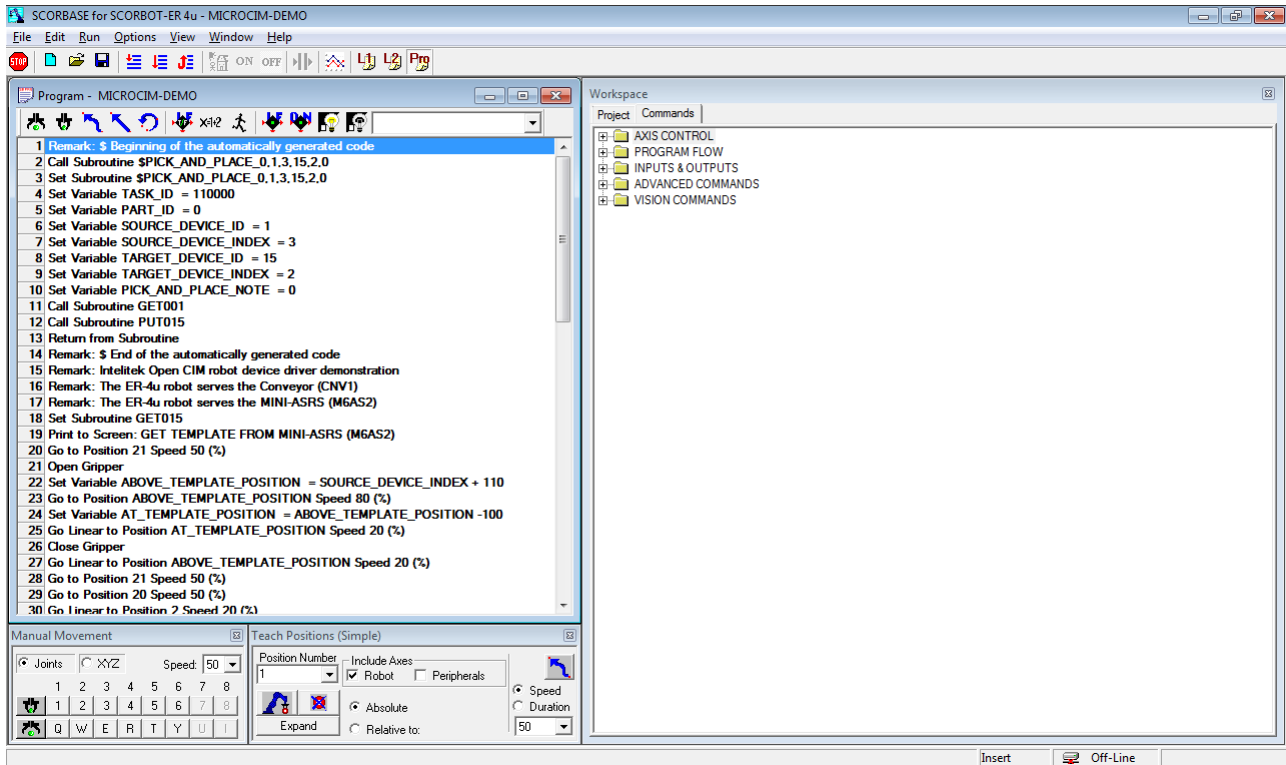 SCORBASE for SCORBOT-ER 4u - MICROCIM-DEMO
File Edit Run Options View Window Help
STOP ON OFF L1 L2 Prg
Program - MICROCIM-DEMO
X=1+2
1 Remark: $ Beginning of the automatically generated code
2 Call Subroutine $PICK_AND_PLACE_0,1,3,15,2,0
3 Set Subroutine $PICK_AND_PLACE_0,1,3,15,2,0
4 Set Variable TASK_ID = 110000
5 Set Variable PART_ID = 0
6 Set Variable SOURCE_DEVICE_ID = 1
7 Set Variable SOURCE_DEVICE_INDEX = 3
8 Set Variable TARGET_DEVICE_ID = 15
9 Set Variable TARGET_DEVICE_INDEX = 2
10 Set Variable PICK_AND_PLACE_NOTE = 0
11 Call Subroutine GET001
12 Call Subroutine PUT015
13 Return from Subroutine
14 Remark: $ End of the automatically generated code
15 Remark: Intelitek Open CIM robot device driver demonstration
16 Remark: The ER-4u robot serves the Conveyor (CNV1)
17 Remark: The ER-4u robot serves the MINI-ASRS (M6AS2)
18 Set Subroutine GET015
19 Print to Screen: GET TEMPLATE FROM MINI-ASRS (M6AS2)
20 Go to Position 21 Speed 50 (%)
21 Open Gripper
22 Set Variable ABOVE_TEMPLATE_POSITION = SOURCE_DEVICE_INDEX + 110
23 Go to Position ABOVE_TEMPLATE_POSITION Speed 80 (%)
24 Set Variable AT_TEMPLATE_POSITION = ABOVE_TEMPLATE_POSITION -100
25 Go Linear to Position AT_TEMPLATE_POSITION Speed 20 (%)
26 Close Gripper
27 Go Linear to Position ABOVE_TEMPLATE_POSITION Speed 20 (%)
28 Go to Position 21 Speed 50 (%)
29 Go to Position 20 Speed 50 (%)
30 Go Linear to Position 2 Speed 20 (%)
Workspace
Project Commands
AXIS CONTROL
PROGRAM FLOW
INPUTS & OUTPUTS
ADVANCED COMMANDS
VISION COMMANDS
Manual Movement
Joints XYZ Speed: 50
1 2 3 4 5 6 7 8
1 2 3 4 5 6 7 8
Q W E R T Y U I
Teach Positions (Simple)
Position Number
1
Include Axes
Robot Peripherals
Absolute
Relative to:
Expand
Speed
Duration
50
Insert Off-Line